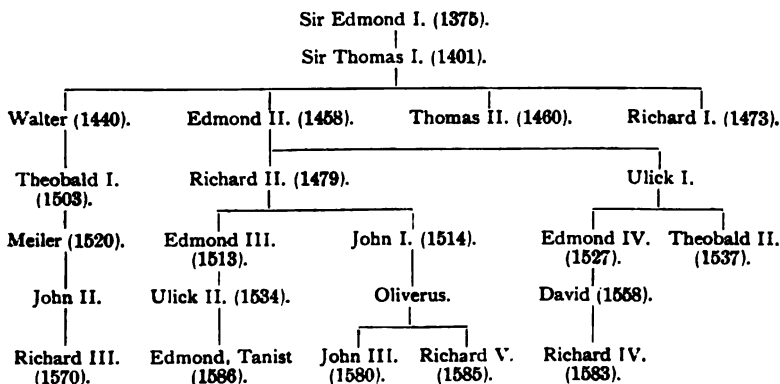 Sir Edmond I. (1375).
Sir Thomas I. (1401).
Walter (1440). Edmond II. (1458). Thomas II. (1460). Richard I. (1473).
Theobald I. Richard II. (1479). Ulick I.
(1503).
Meiler (1520). Edmond III. John I. (1514). Edmond IV. Theobald II.
(1513). (1527). (1537).
John II. Ulick II. (1534). Oliverus. David (1558).
Richard III. Edmond, Tanist John III. Richard V. Richard IV.
(1570). (1586). (1580). (1585). (1583).